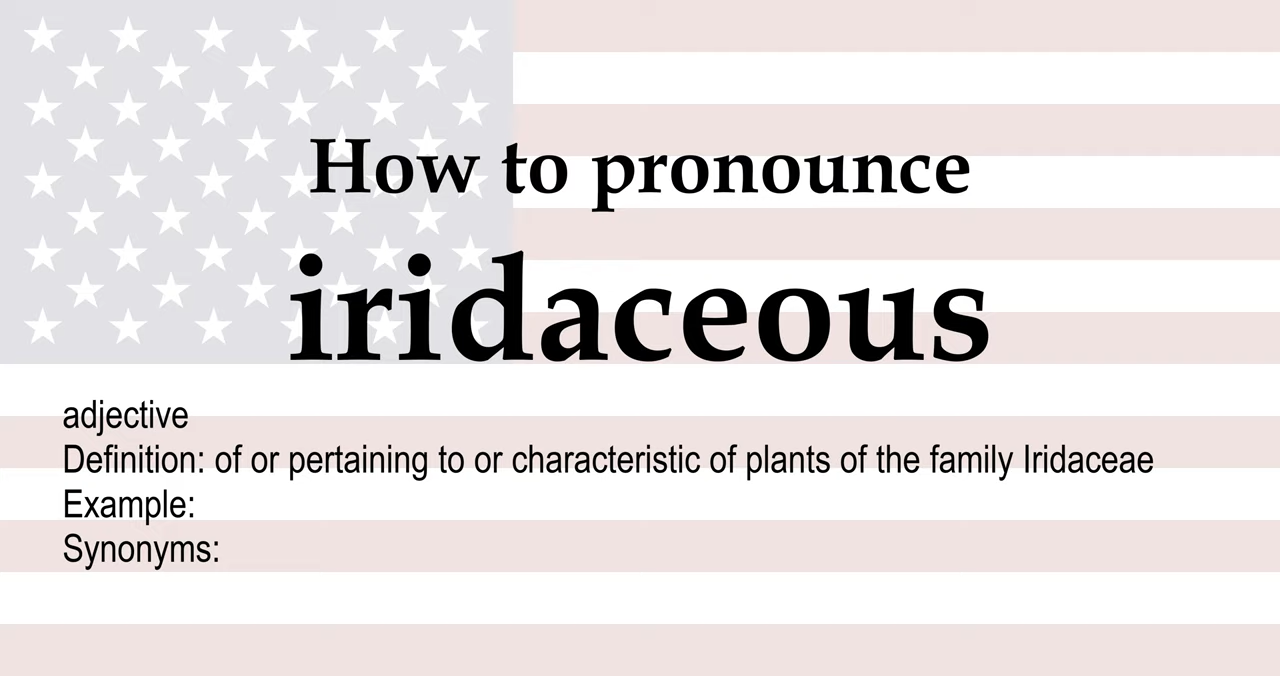 How to pronounce
iridaceous
adjective
Definition: of or pertaining to or characteristic of plants of the family Iridaceae
Example:
Synonyms: